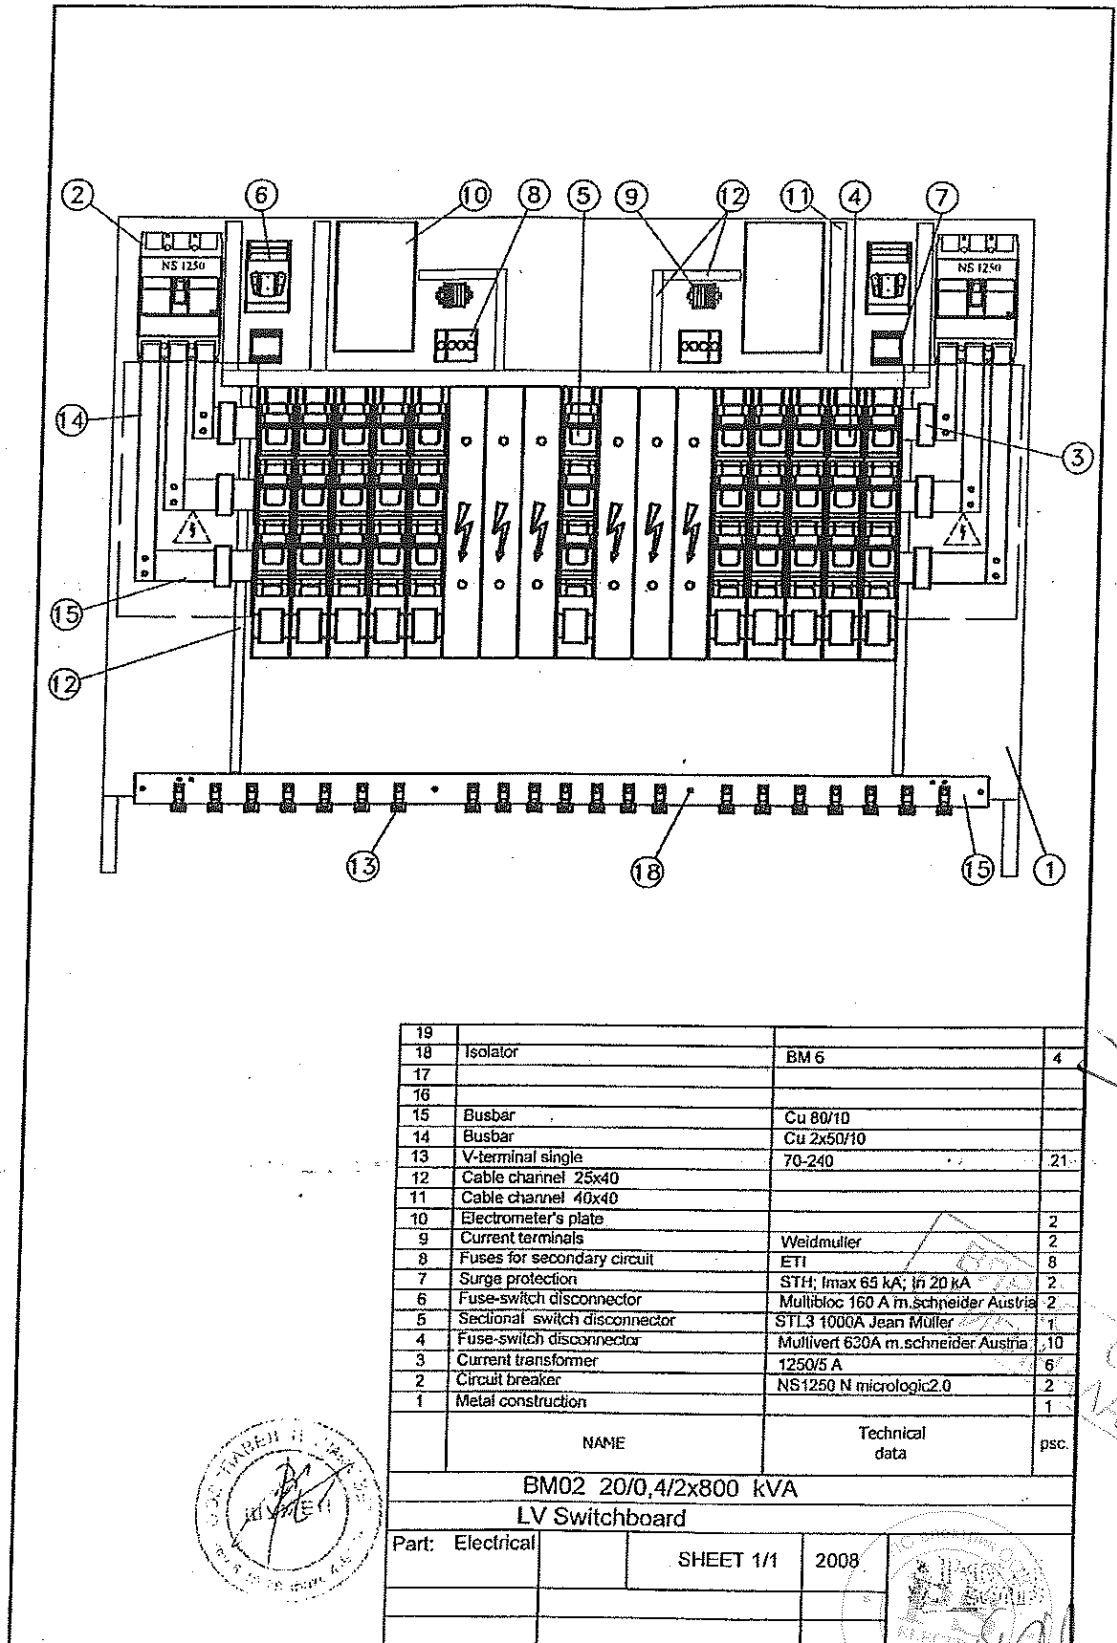 2 6 10 8 5 9 12 11 4 7
NS 1250
NS 1250
14
3
15
12
13 18 15 1
19
18 Isolator BM 6 4
17
16
15 Busbar Cu 80/10
14 Busbar Cu 2x50/10
13 V-terminal single 70-240 21
12 Cable channel 25x40
11 Cable channel 40x40
10 Electrometer's plate 2
9 Current terminals Weidmuller 2
8 Fuses for secondary circuit ETI 8
7 Surge protection STH; Imax 65 kA; In 20 kA 2
6 Fuse-switch disconnector Multibloc 160 A m.schneider Austria 2
5 Sectional switch disconnector STL3 1000A Jean Müller 1
4 Fuse-switch disconnector Multivert 630A m.schneider Austria 10
3 Current transformer 1250/5 A 6
2 Circuit breaker NS1250 N micrologic2.0 2
1 Metal construction 1
NAME Technical data psc.
BM02 20/0,4/2x800 kVA
LV Switchboard
Part: Electrical SHEET 1/1 2008